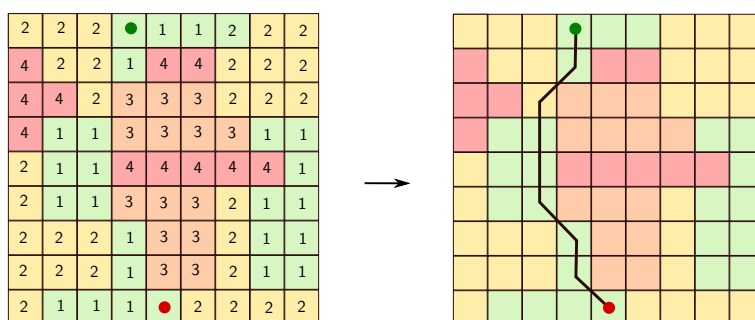 2 2 2 1 1 2 2 2
4 2 2 1 4 4 2 2 2
4 4 2 3 3 3 2 2 2
4 1 1 3 3 3 3 1 1
2 1 1 4 4 4 4 4 1
2 1 1 3 3 3 2 1 1
2 2 2 1 3 3 2 1 1
2 2 2 1 3 3 2 1 1
2 1 1 1 2 2 2 2